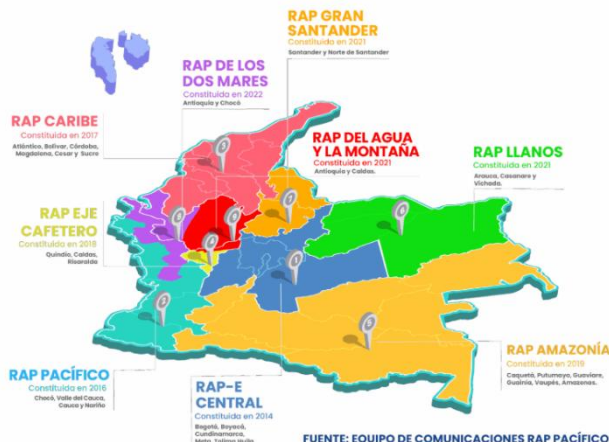 RAP GRAN
SANTANDER
Constituida en 2021
Santander y Norte de Santander
RAP DE LOS
DOS MARES
Constituida en 2022
Antioquia y Chocó
RAP CARIBE
Constituida en 2017
Atlántico, Bolívar, Córdoba,
Magdalena, Cesar y Sucre
RAP DEL AGUA
Y LA MONTAÑA
Constituida en 2021
Antioquia y Caldas.
RAP LLANOS
Constituida en 2021
Arauca, Casanare y
Vichada.
RAP EJE
CAFETERO
Constituida en 2018
Quindío, Caldas,
Risaralda
RAP PACÍFICO
Constituida en 2016
Chocó, Valle del Cauca,
Cauca y Nariño
RAP-E
CENTRAL
Constituida en 2014
Bogotá, Boyacá,
Cundinamarca,
Meta, Tolima Huila
RAP AMAZONÍA
Constituida en 2019
Caquetá, Putumayo, Guaviare,
Guainía, Vaupés, Amazonas.
FUENTE: EQUIPO DE COMUNICACIONES RAP PACÍFICO